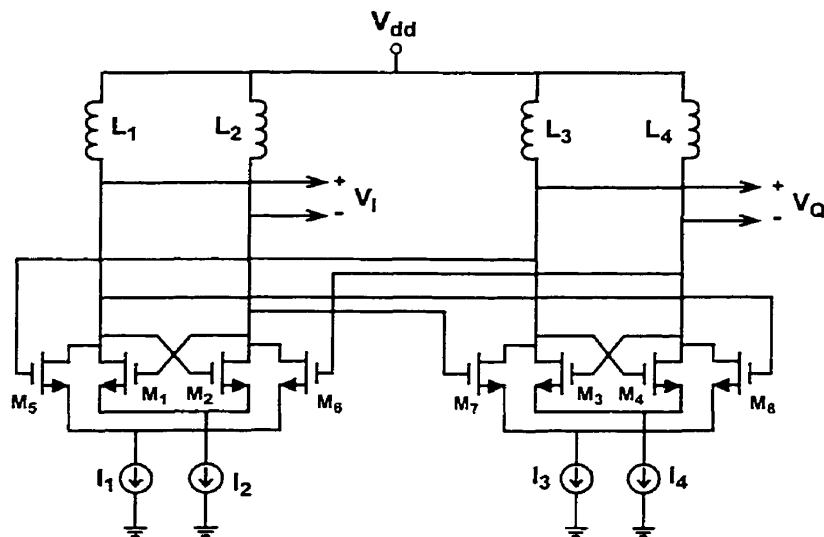 Vdd
L1 L2 L3 L4
+ VI -
+ VQ -
M5 M1 M2 M6 M7 M3 M4 M8
I1 I2 I3 I4